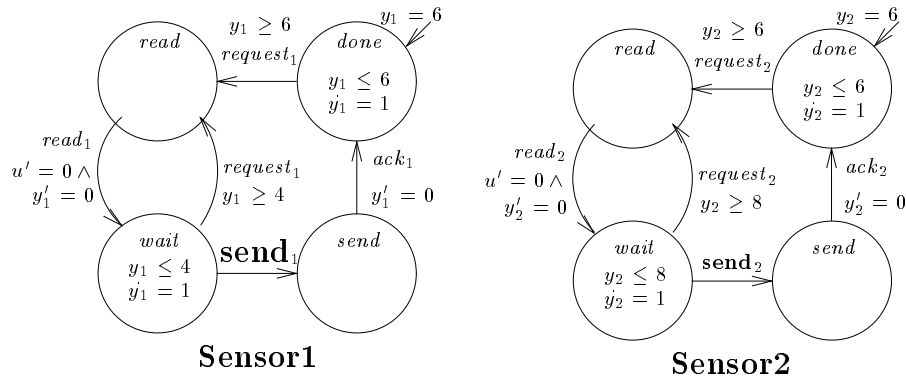 y₁ = 6
read
y₁ ≥ 6
request₁
done
y₁ ≤ 6
ẏ₁ = 1
read₁
u' = 0 ∧
y'₁ = 0
request₁
y₁ ≥ 4
ack₁
y'₁ = 0
wait
y₁ ≤ 4
ẏ₁ = 1
send₁
send
Sensor1
y₂ = 6
read
y₂ ≥ 6
request₂
done
y₂ ≤ 6
ẏ₂ = 1
read₂
u' = 0 ∧
y'₂ = 0
request₂
y₂ ≥ 8
ack₂
y'₂ = 0
wait
y₂ ≤ 8
ẏ₂ = 1
send₂
send
Sensor2